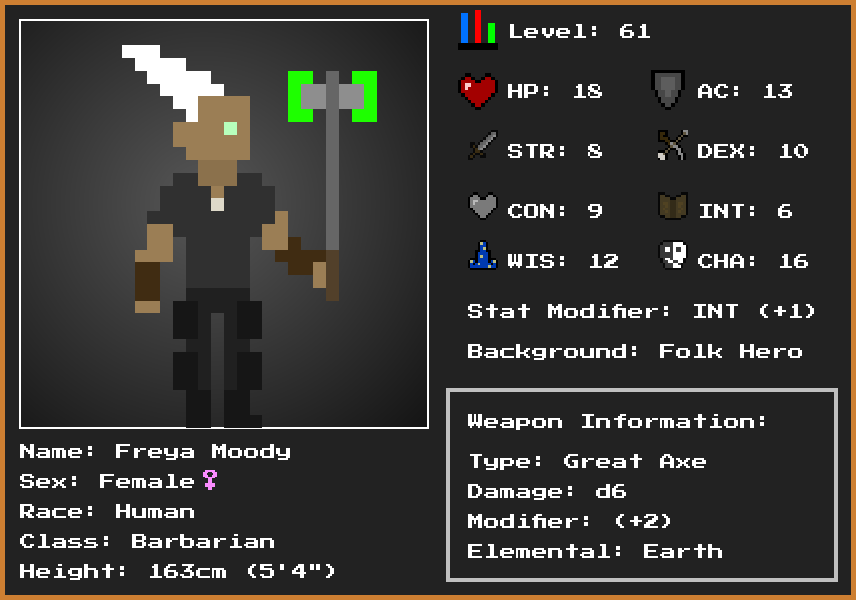 Level: 61
HP: 18
AC: 13
STR: 8
DEX: 10
CON: 9
INT: 6
WIS: 12
CHA: 16
Stat Modifier: INT (+1)
Background: Folk Hero
Weapon Information:
Type: Great Axe
Damage: d6
Modifier: (+2)
Elemental: Earth
Name: Freya Moody
Sex: Female♀
Race: Human
Class: Barbarian
Height: 163cm (5'4")